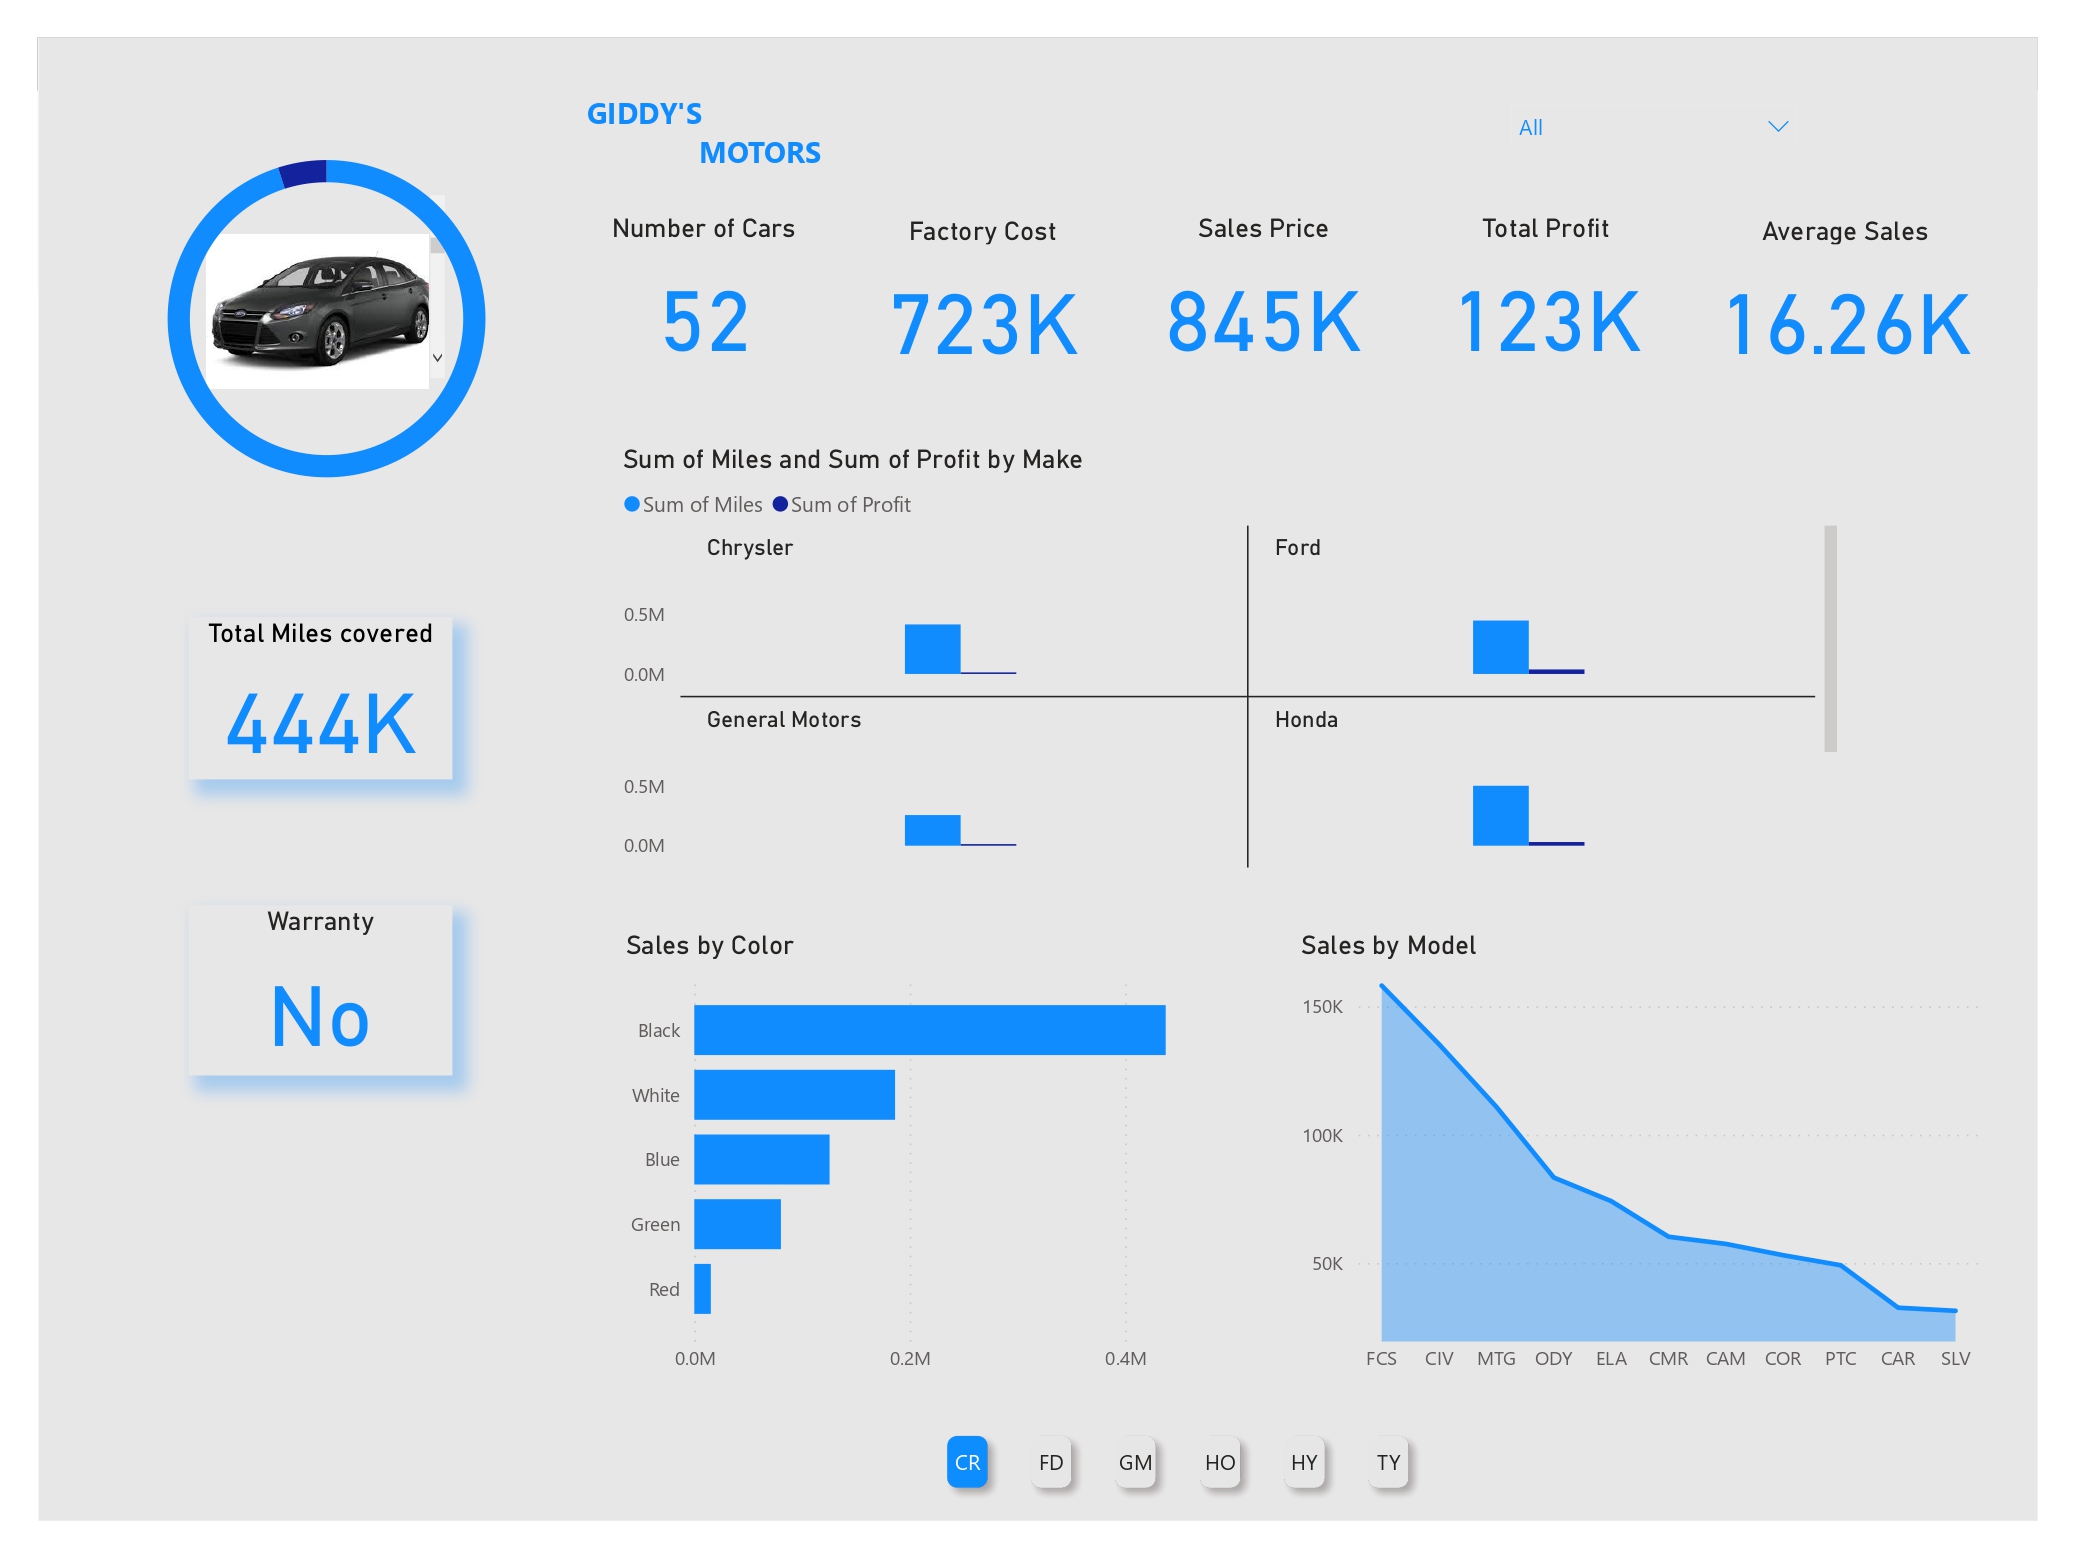 GIDDY'S
MOTORS
All
Number of Cars
52
Factory Cost
723K
Sales Price
845K
Total Profit
123K
Average Sales
16.26K
Total Miles covered
444K
Warranty
No
Sum of Miles and Sum of Profit by Make
Sum of Miles Sum of Profit
Chrysler
Ford
0.5M
0.0M
General Motors
Honda
0.5M
0.0M
Sales by Color
Black
White
Blue
Green
Red
0.0M 0.2M 0.4M
Sales by Model
150K
100K
50K
FCS CIV MTG ODY ELA CMR CAM COR PTC CAR SLV
CR FD GM HO HY TY